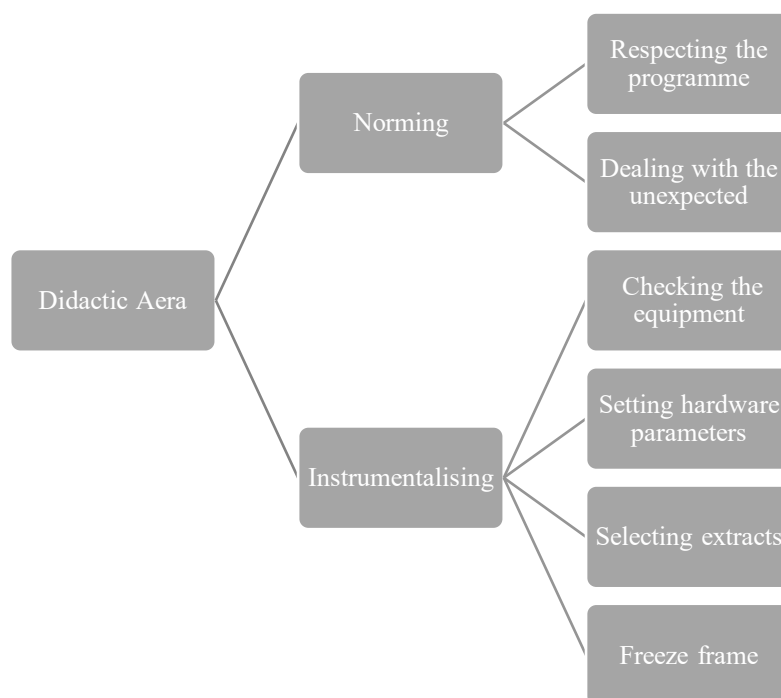 Respecting the
programme
Norming
Dealing with the
unexpected
Didactic Aera
Checking the
equipment
Setting hardware
parameters
Instrumentalising
Selecting extracts
Freeze frame